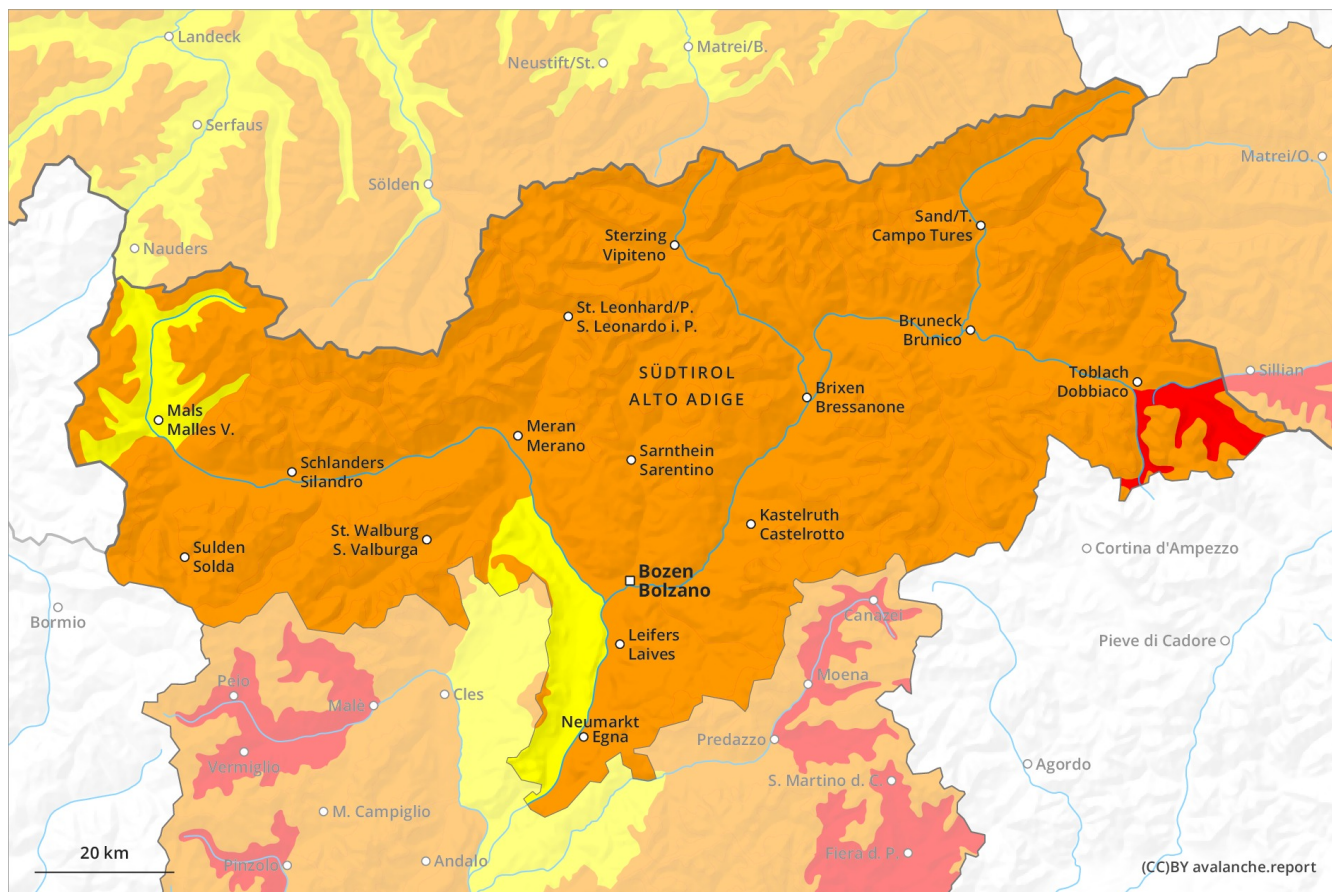 Landeck
Matrei/B.
Neustift/St.
Serfaus
Matrei/O.
Sölden
Sand/T.
Campo Tures
Sterzing
Vipiteno
Nauders
St. Leonhard/P.
S. Leonardo i. P.
Bruneck
Brunico
SÜDTIROL
ALTO ADIGE
Toblach
Dobbiaco
Sillian
Brixen
Bressanone
Mals
Malles V.
Meran
Merano
Sarnthein
Sarentino
Schlanders
Silandro
Kastelruth
Castelrotto
St. Walburg
S. Valburga
Sulden
Solda
Cortina d'Ampezzo
Bozen
Bolzano
Bormio
Canazei
Leifers
Laives
Pieve di Cadore
Peio
Moena
Cles
Malè
Neumarkt
Egna
Predazzo
Vermiglio
Agordo
S. Martino d. C.
M. Campiglio
20 km
Andalo
Fiera d. P.
Pinzolo
(CC)BY avalanche.report